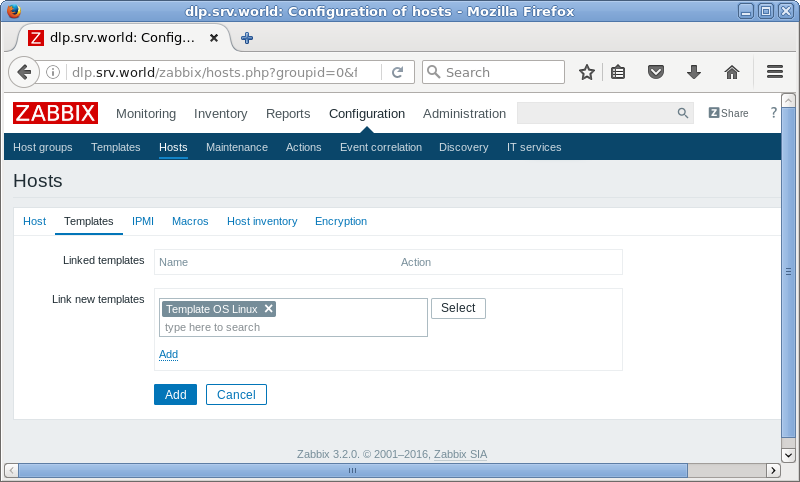 dlp.srv.world: Configuration of hosts - Mozilla Firefox
dlp.srv.world: Config...
dlp.srv.world/zabbix/hosts.php?groupid=0&f
Search
ZABBIX Monitoring Inventory Reports Configuration Administration Z Share ?
Host groups Templates Hosts Maintenance Actions Event correlation Discovery IT services
Hosts
Host Templates IPMI Macros Host inventory Encryption
Linked templates Name Action
Link new templates
Template OS Linux Select
type here to search
Add
Add Cancel
Zabbix 3.2.0. © 2001–2016, Zabbix SIA